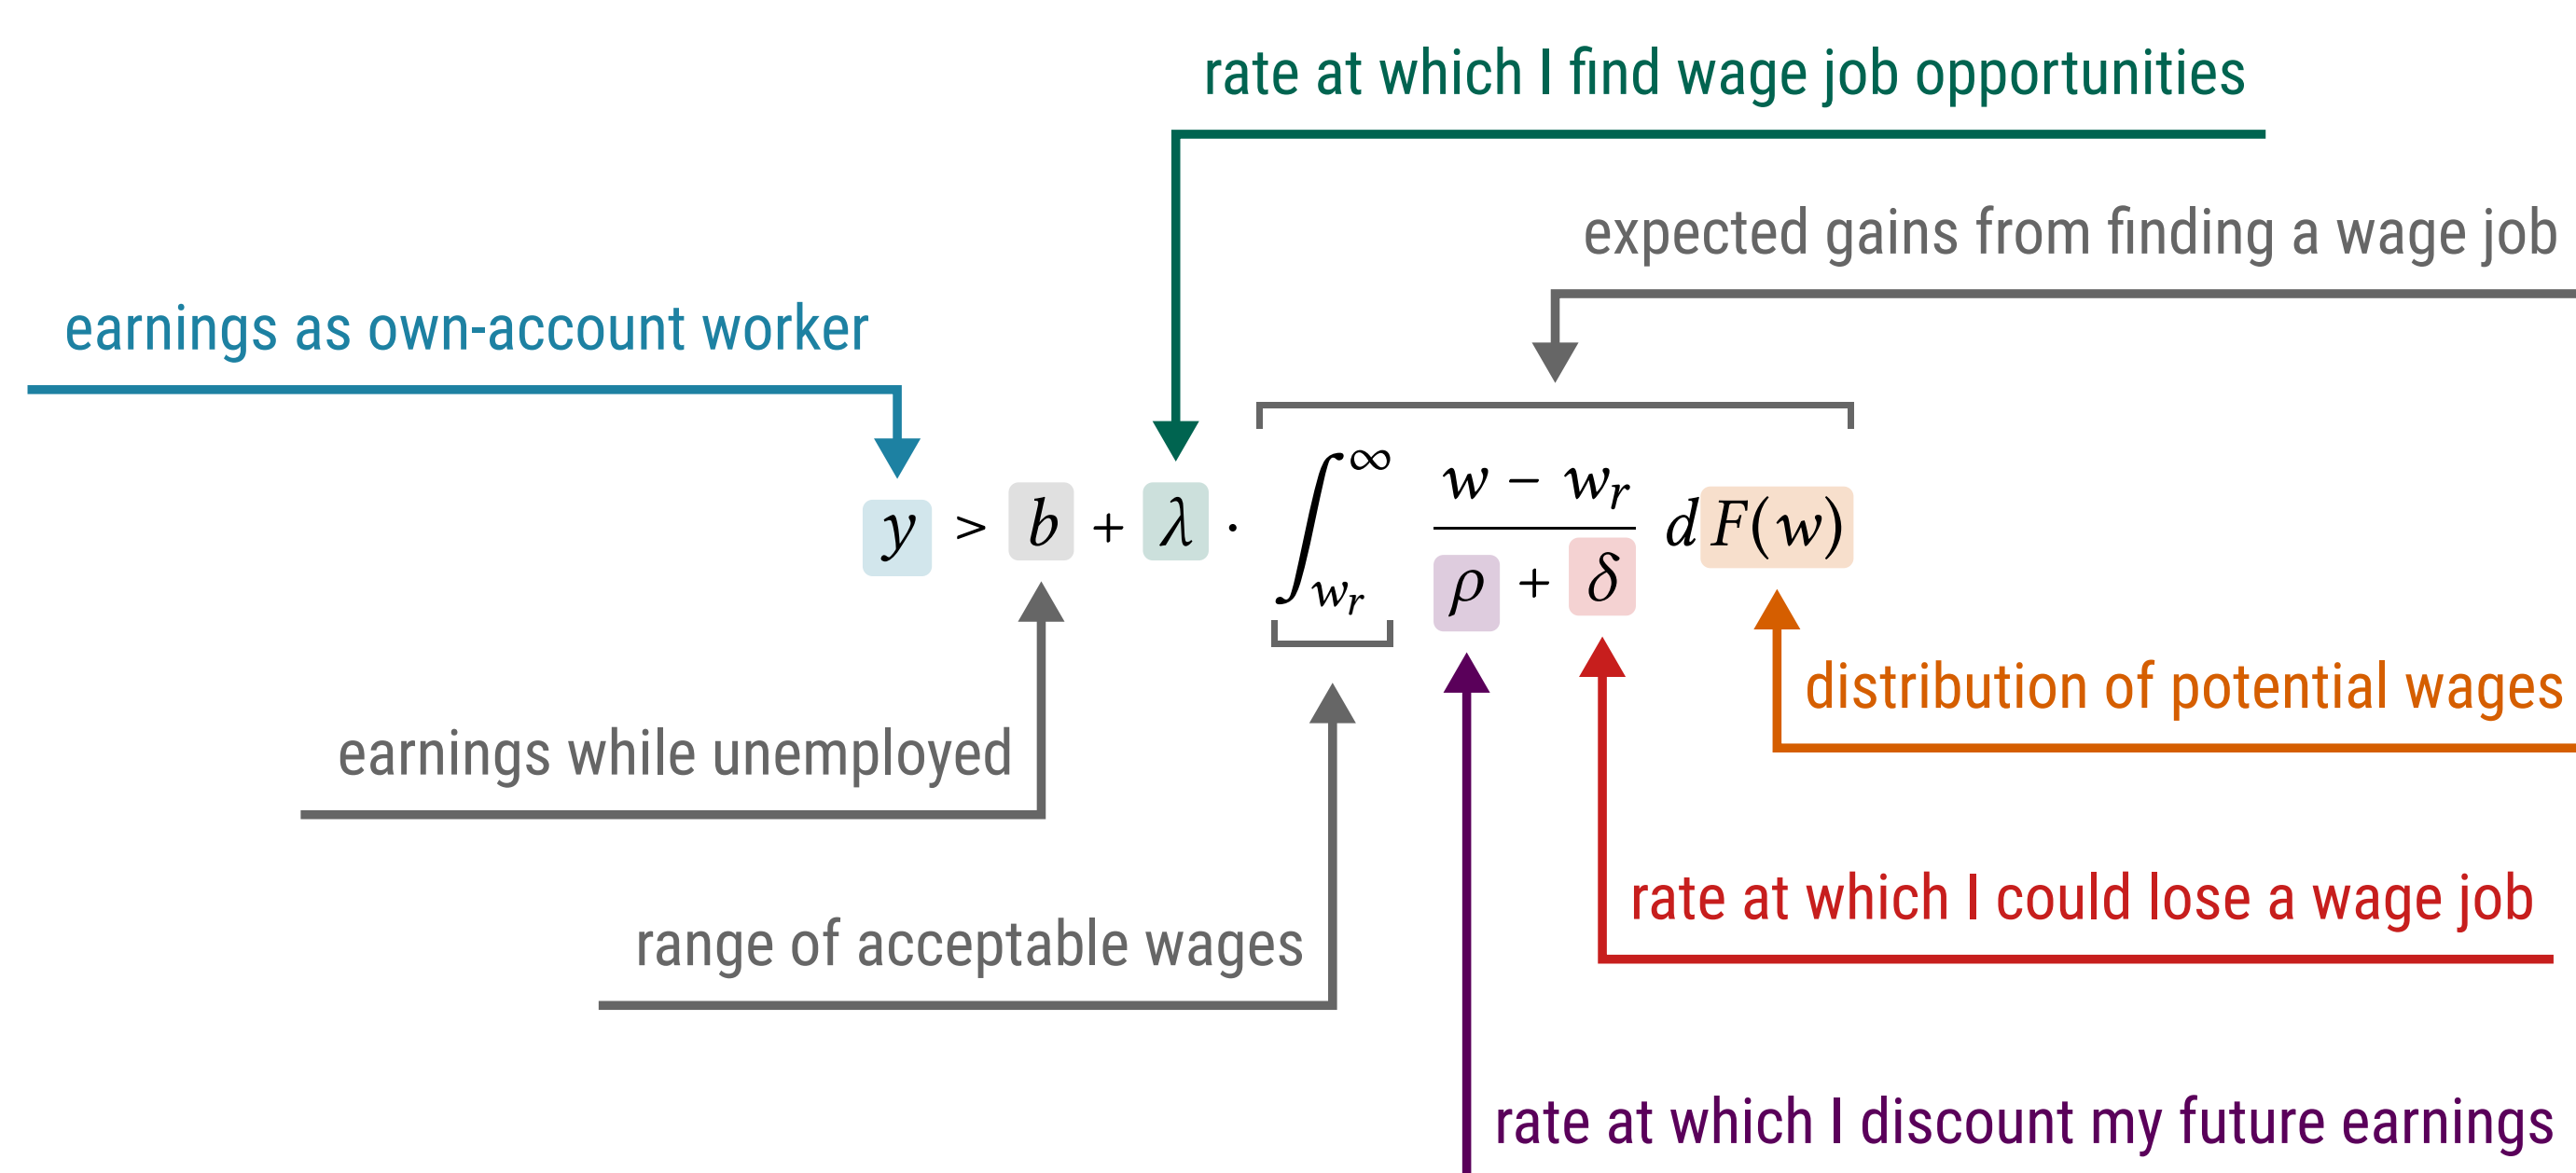 rate at which I find wage job opportunities
expected gains from finding a wage job
earnings as own-account worker
y > b + λ · ∫_{w_r}^{∞} \frac{w − w_r}{ρ + δ} dF(w)
distribution of potential wages
earnings while unemployed
rate at which I could lose a wage job
range of acceptable wages
rate at which I discount my future earnings